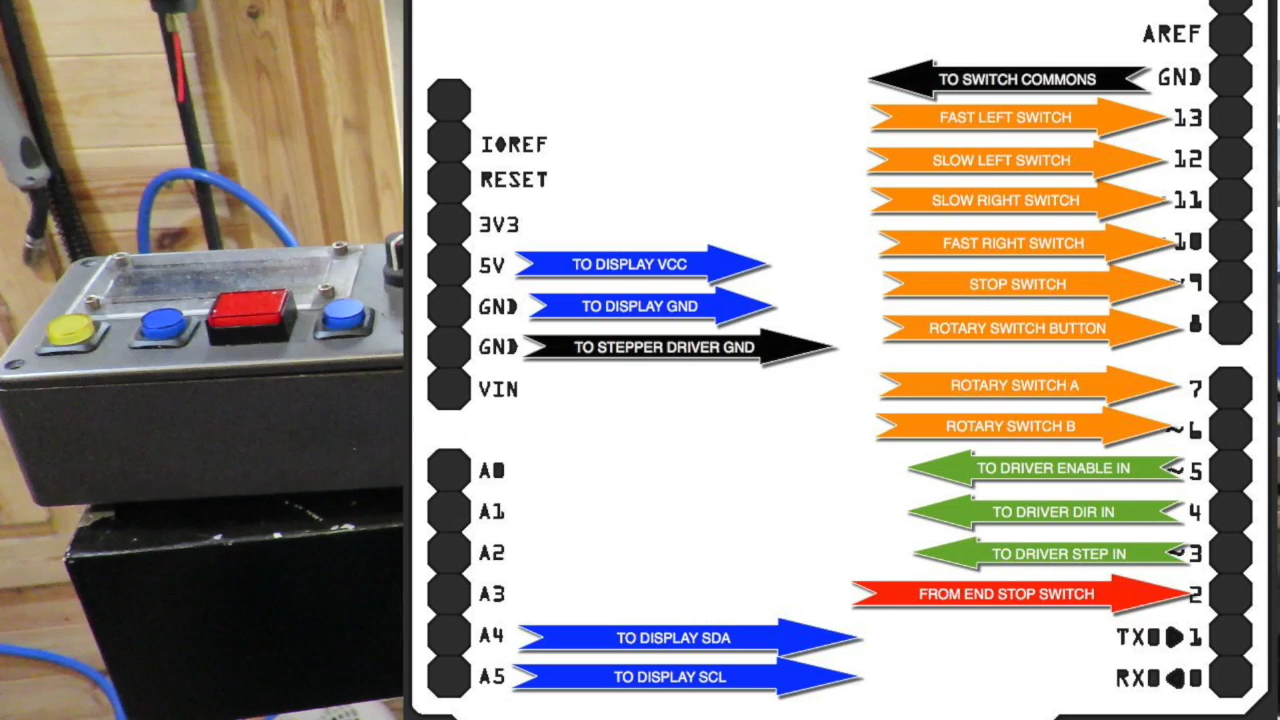 IOREF
RESET
3V3
5V TO DISPLAY VCC
GND TO DISPLAY GND
GND TO STEPPER DRIVER GND
VIN
A0
A1
A2
A3
A4 TO DISPLAY SDA
A5 TO DISPLAY SCL
AREF
TO SWITCH COMMONS GND
FAST LEFT SWITCH 13
SLOW LEFT SWITCH 12
SLOW RIGHT SWITCH 11
FAST RIGHT SWITCH 10
STOP SWITCH ~9
ROTARY SWITCH BUTTON 8
ROTARY SWITCH A 7
ROTARY SWITCH B ~6
TO DRIVER ENABLE IN ~5
TO DRIVER DIR IN 4
TO DRIVER STEP IN ~3
FROM END STOP SWITCH 2
TX0▶1
RX0◀0